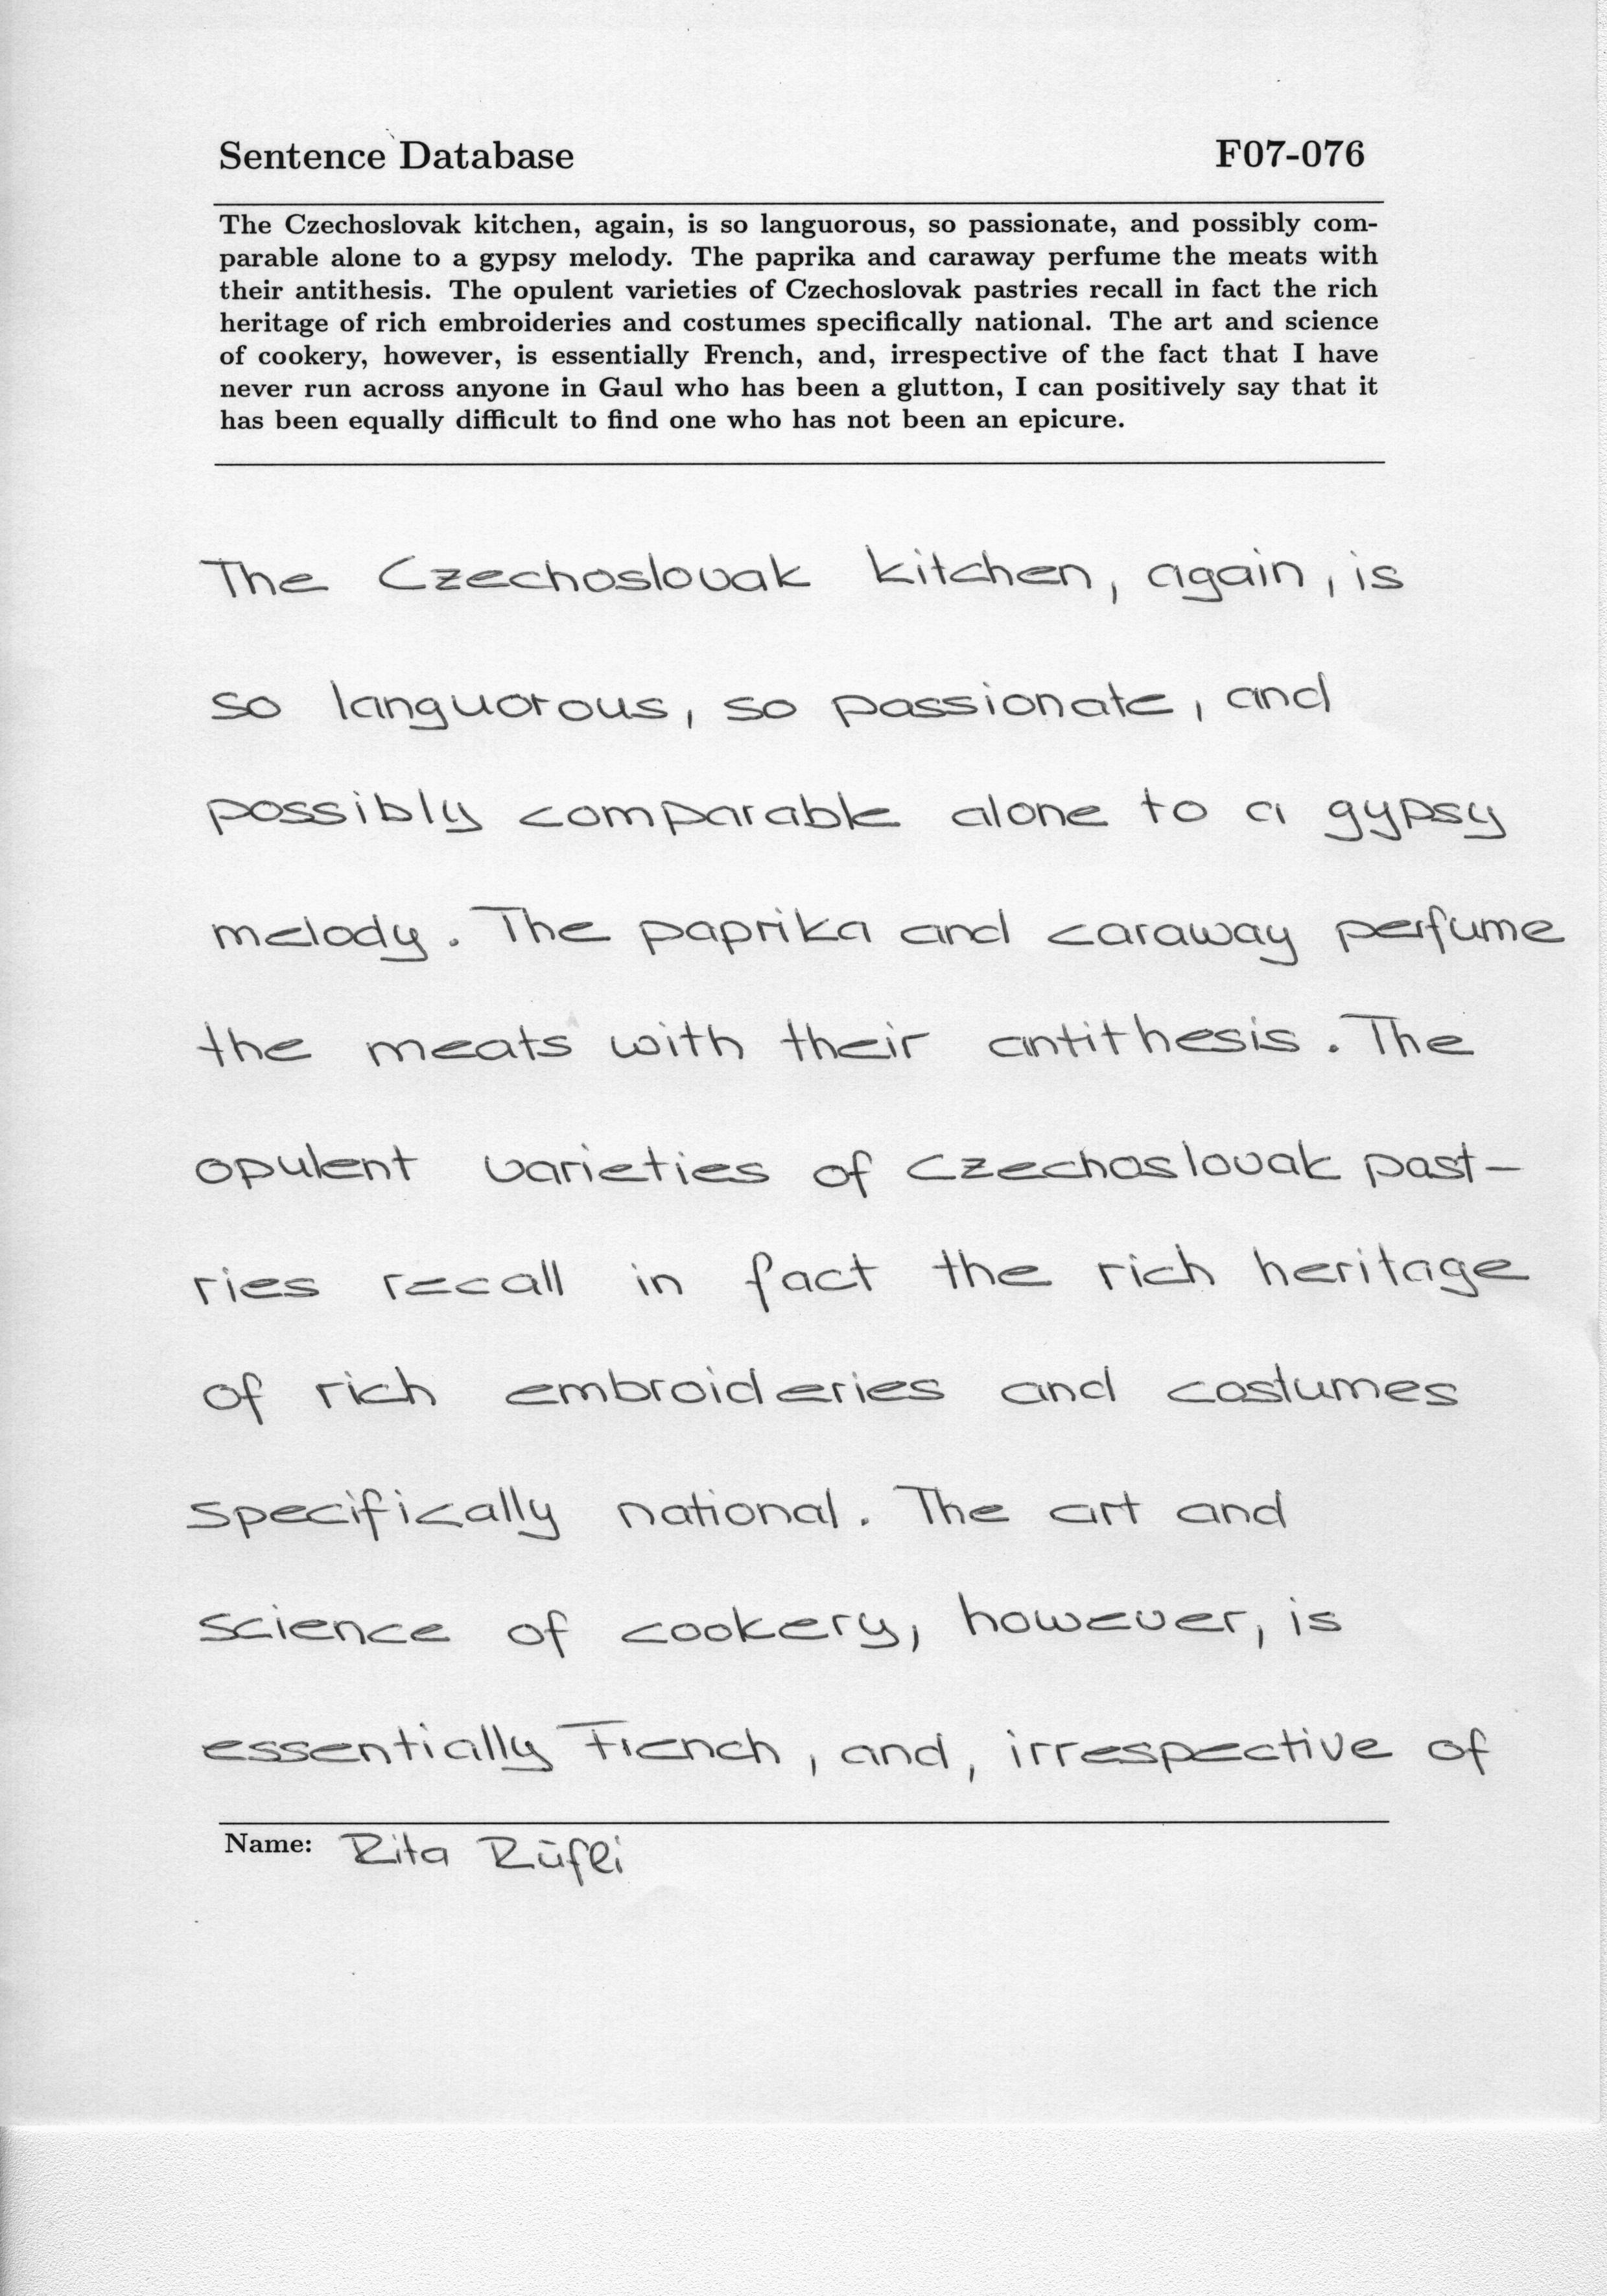 Sentence Database F07-076
The Czechoslovak kitchen, again, is so languorous, so passionate, and possibly com-
parable alone to a gypsy melody. The paprika and caraway perfume the meats with
their antithesis. The opulent varieties of Czechoslovak pastries recall in fact the rich
heritage of rich embroideries and costumes specifically national. The art and science
of cookery, however, is essentially French, and, irrespective of the fact that I have
never run across anyone in Gaul who has been a glutton, I can positively say that it
has been equally difficult to find one who has not been an epicure.
The Czechoslovak kitchen, again, is
so languorous, so passionate, and
possibly comparable alone to a gypsy
melody. The paprika and caraway perfume
the meats with their antithesis. The
opulent varieties of Czechoslovak past-
ries recall in fact the rich heritage
of rich embroideries and costumes
specifically national. The art and
science of cookery, however, is
essentially French, and, irrespective of
Name: Rita Rüfli